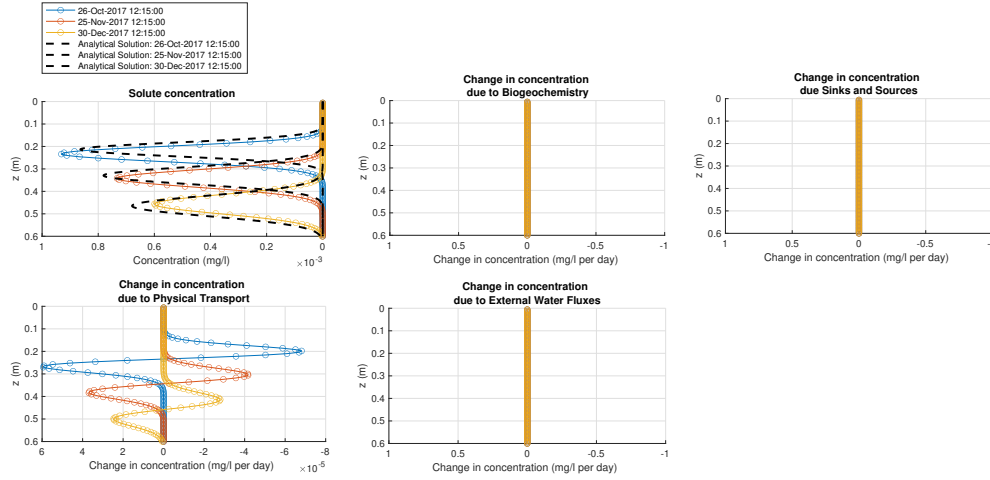 26-Oct-2017 12:15:00
25-Nov-2017 12:15:00
30-Dec-2017 12:15:00
Analytical Solution: 26-Oct-2017 12:15:00
Analytical Solution: 25-Nov-2017 12:15:00
Analytical Solution: 30-Dec-2017 12:15:00
Solute concentration
0
0.1
0.2
0.3
0.4
0.5
0.6
z (m)
1
0.8
0.6
0.4
0.2
0
Concentration (mg/l)
×10⁻³
Change in concentration
due to Biogeochemistry
0
0.1
0.2
0.3
0.4
0.5
0.6
z (m)
1
0.5
0
-0.5
-1
Change in concentration (mg/l per day)
Change in concentration
due Sinks and Sources
0
0.1
0.2
0.3
0.4
0.5
0.6
z (m)
1
0.5
0
-0.5
Change in concentration (mg/l per day)
Change in concentration
due to Physical Transport
0
0.1
0.2
0.3
0.4
0.5
0.6
z (m)
6
4
2
0
-2
-4
-6
-8
Change in concentration (mg/l per day)
×10⁻⁵
Change in concentration
due to External Water Fluxes
0
0.1
0.2
0.3
0.4
0.5
0.6
z (m)
1
0.5
0
-0.5
-1
Change in concentration (mg/l per day)